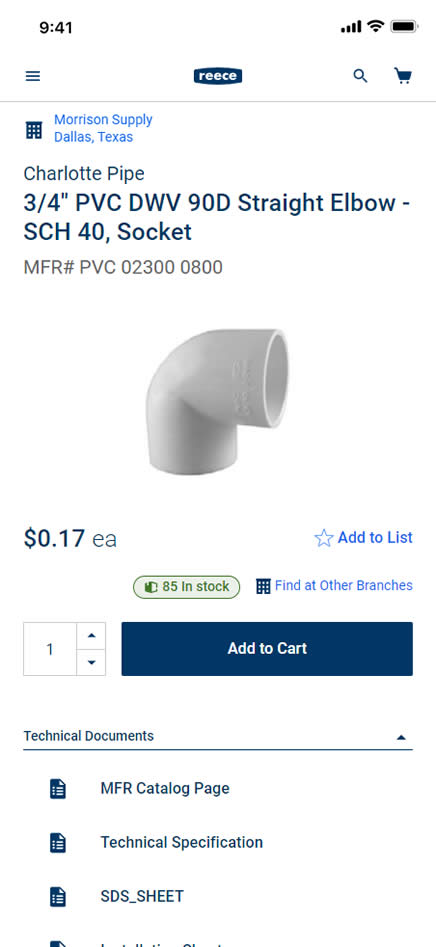 9:41
reece
Morrison Supply
Dallas, Texas
Charlotte Pipe
3/4" PVC DWV 90D Straight Elbow -
SCH 40, Socket
MFR# PVC 02300 0800
$0.17 ea
Add to List
85 In stock
Find at Other Branches
1
Add to Cart
Technical Documents
MFR Catalog Page
Technical Specification
SDS_SHEET